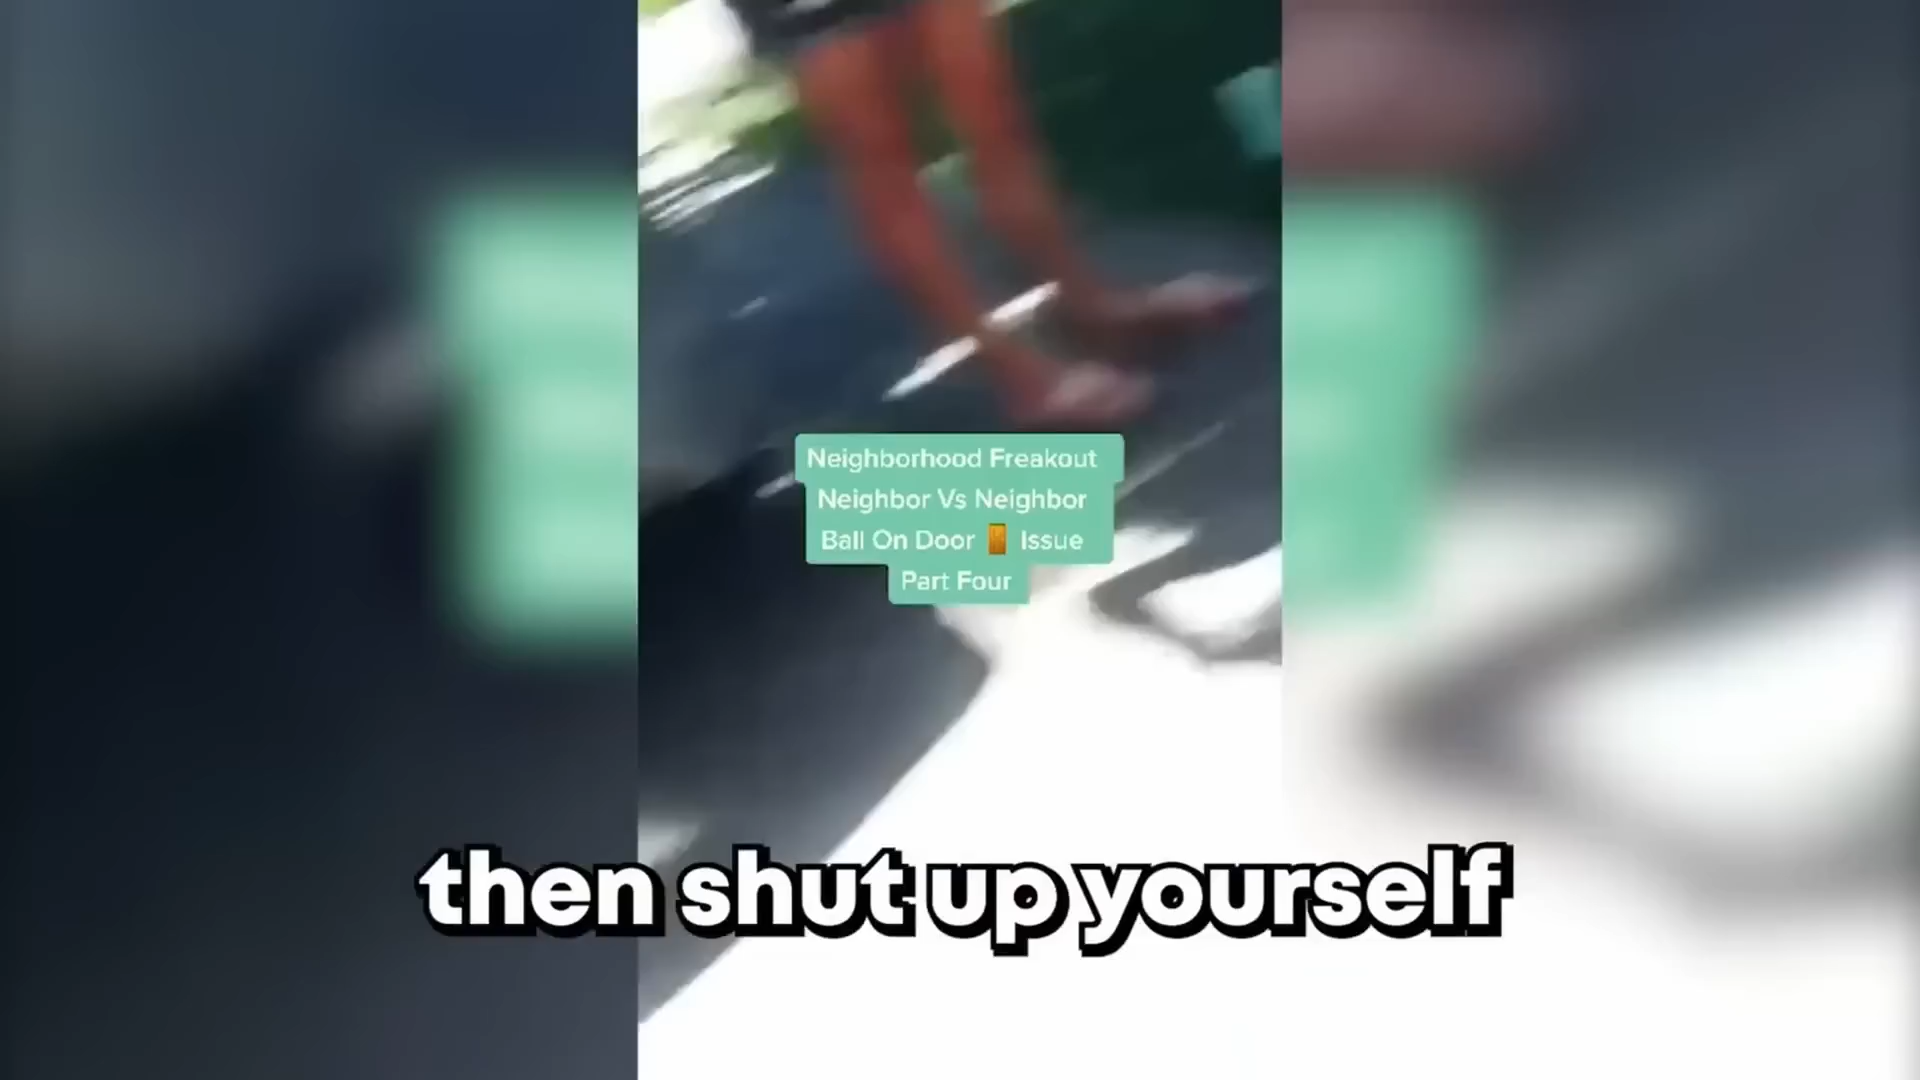 Neighborhood Freakout
Neighbor Vs Neighbor
Ball On Door 🚪 Issue
Part Four
then shut up yourself